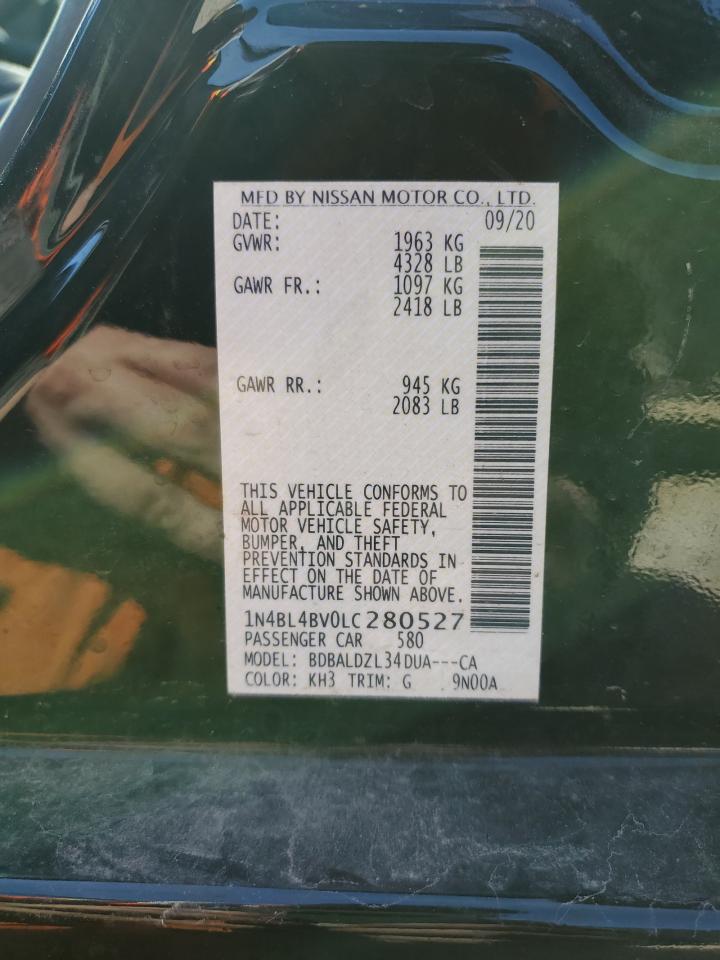 MFD BY NISSAN MOTOR CO., LTD.
DATE: 09/20
GVWR: 1963 KG
4328 LB
GAWR FR.: 1097 KG
2418 LB
GAWR RR.: 945 KG
2083 LB
THIS VEHICLE CONFORMS TO
ALL APPLICABLE FEDERAL
MOTOR VEHICLE SAFETY,
BUMPER, AND THEFT
PREVENTION STANDARDS IN
EFFECT ON THE DATE OF
MANUFACTURE SHOWN ABOVE.
1N4BL4BV0LC280527
PASSENGER CAR 580
MODEL: BDBALDZL34DUA---CA
COLOR: KH3 TRIM: G 9N00A